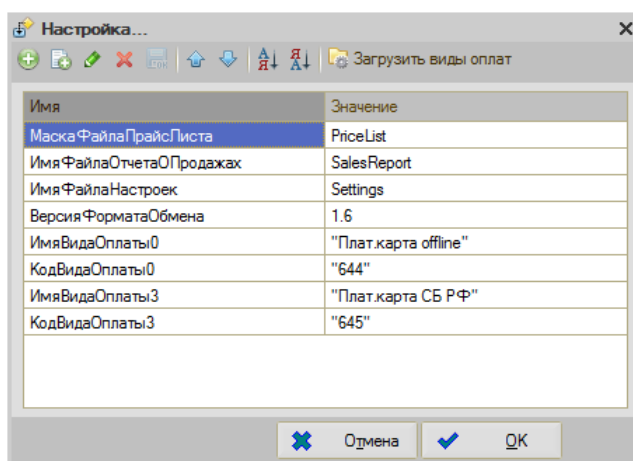 Настройка...
Загрузить виды оплат
Имя Значение
МаскаФайлаПрайсЛиста PriceList
ИмяФайлаОтчетаОПродажах SalesReport
ИмяФайлаНастроек Settings
ВерсияФорматаОбмена 1.6
ИмяВидаОплаты0 "Плат.карта offline"
КодВидаОплаты0 "644"
ИмяВидаОплаты3 "Плат.карта СБ РФ"
КодВидаОплаты3 "645"
Отмена OK